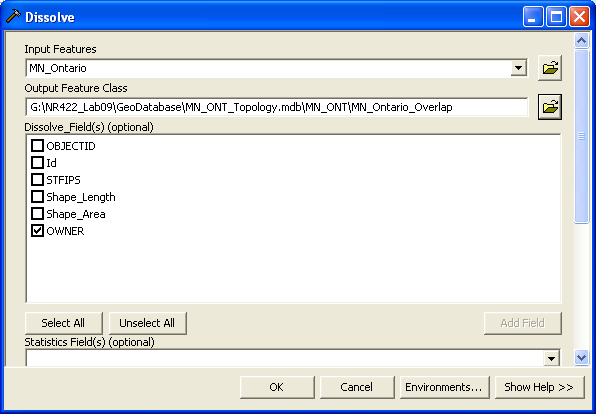 Dissolve
Input Features
MN_Ontario
Output Feature Class
G:\NR422_Lab09\GeoDatabase\MN_ONT_Topology.mdb\MN_ONT\MN_Ontario_Overlap
Dissolve_Field(s) (optional)
OBJECTID
Id
STFIPS
Shape_Length
Shape_Area
OWNER
Select All Unselect All Add Field
Statistics Field(s) (optional)
OK Cancel Environments... Show Help >>